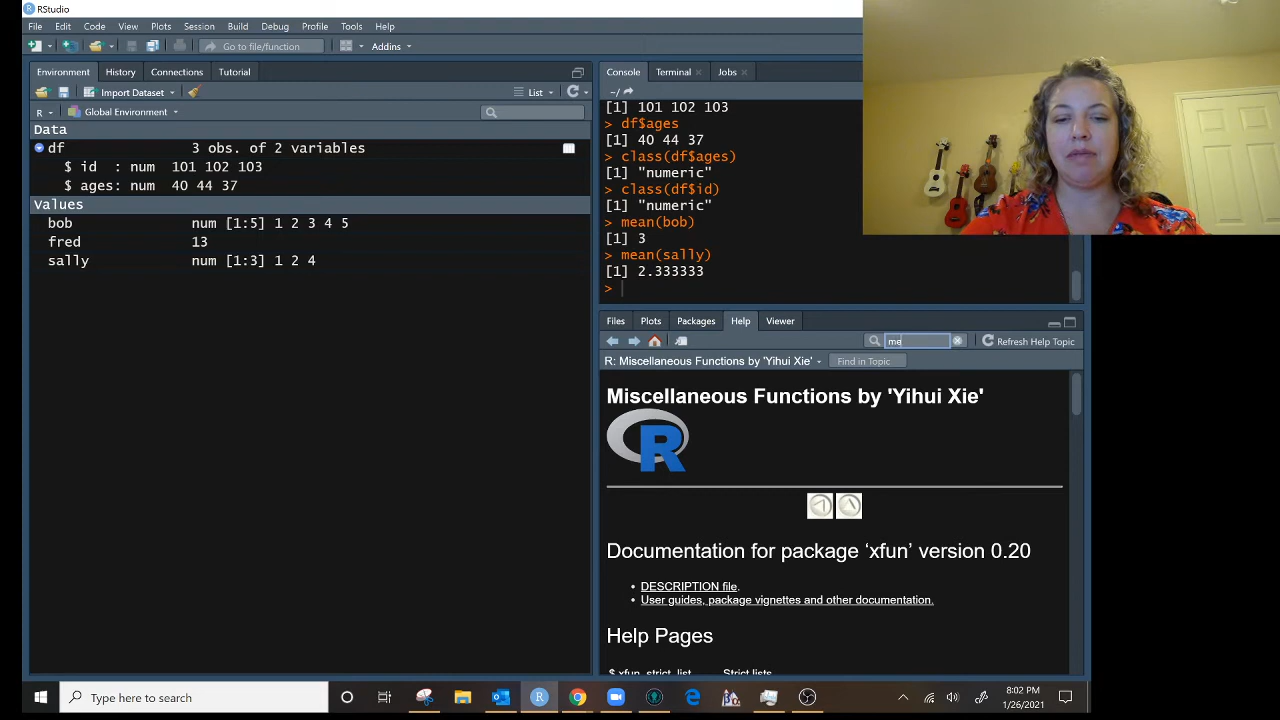 RStudio
File Edit Code View Plots Session Build Debug Profile Tools Help
Go to file/function Addins
Environment History Connections Tutorial
Import Dataset List
R Global Environment
Data
df 3 obs. of 2 variables
$ id : num 101 102 103
$ ages: num 40 44 37
Values
bob num [1:5] 1 2 3 4 5
fred 13
sally num [1:3] 1 2 4
Console Terminal Jobs
~/
[1] 101 102 103
> df$ages
[1] 40 44 37
> class(df$ages)
[1] "numeric"
> class(df$id)
[1] "numeric"
> mean(bob)
[1] 3
> mean(sally)
[1] 2.333333
>
Files Plots Packages Help Viewer
me Refresh Help Topic
R: Miscellaneous Functions by 'Yihui Xie' Find in Topic
Miscellaneous Functions by 'Yihui Xie'
R
Documentation for package ‘xfun’ version 0.20
• DESCRIPTION file.
• User guides, package vignettes and other documentation.
Help Pages
$.xfun_strict_list Strict lists
Type here to search
8:02 PM
1/26/2021